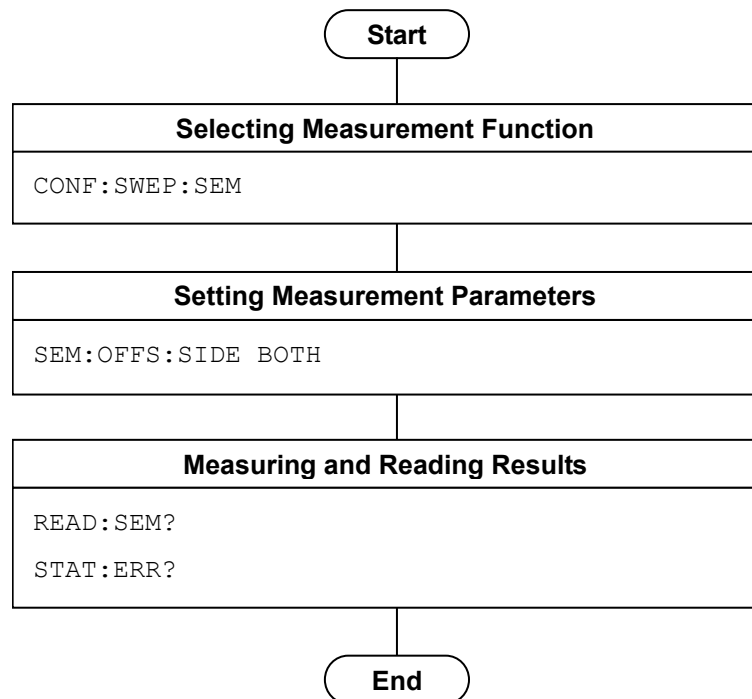 Start
Selecting Measurement Function
CONF:SWEP:SEM
Setting Measurement Parameters
SEM:OFFS:SIDE BOTH
Measuring and Reading Results
READ:SEM?
STAT:ERR?
End